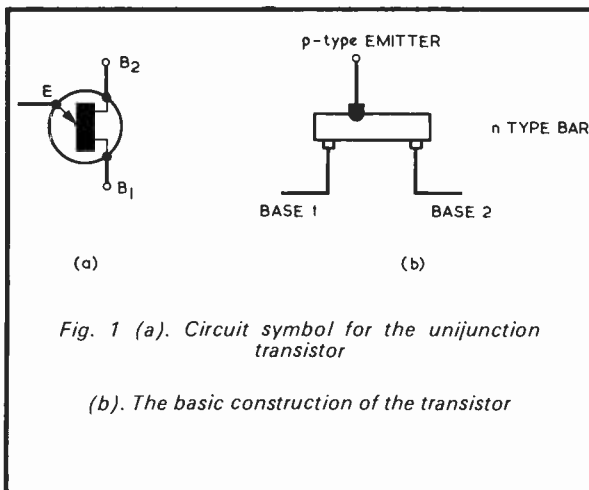 B2
E
B1
(a)
p-type EMITTER
n TYPE BAR
BASE 1
BASE 2
(b)
Fig. 1 (a). Circuit symbol for the unijunction
transistor
(b). The basic construction of the transistor